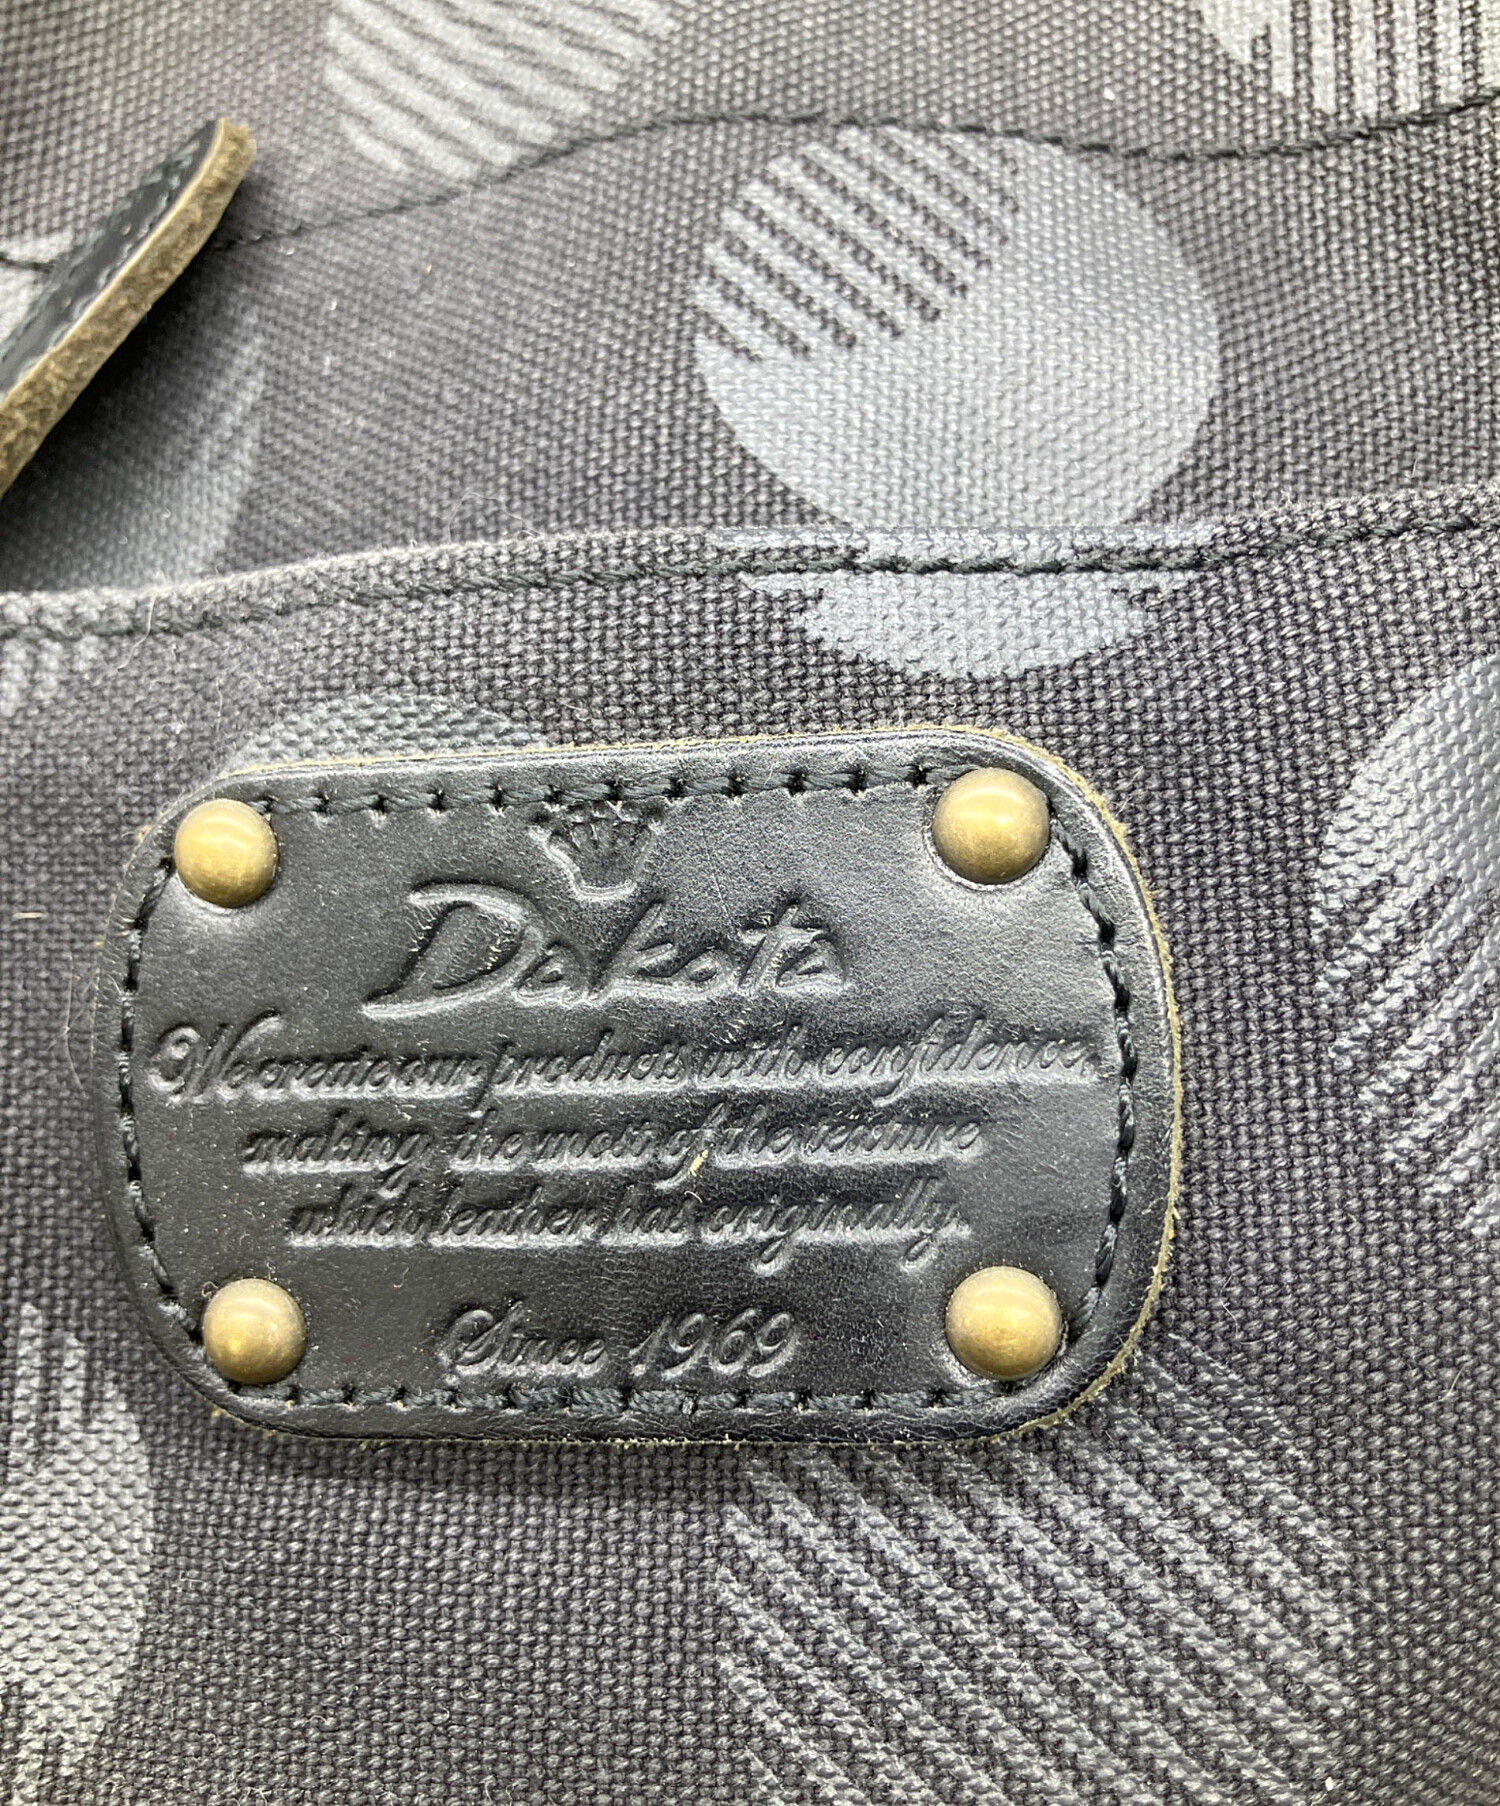 Dakota
We create our products with confidence,
making the most of the texture
which leather has originally.
Since 1969